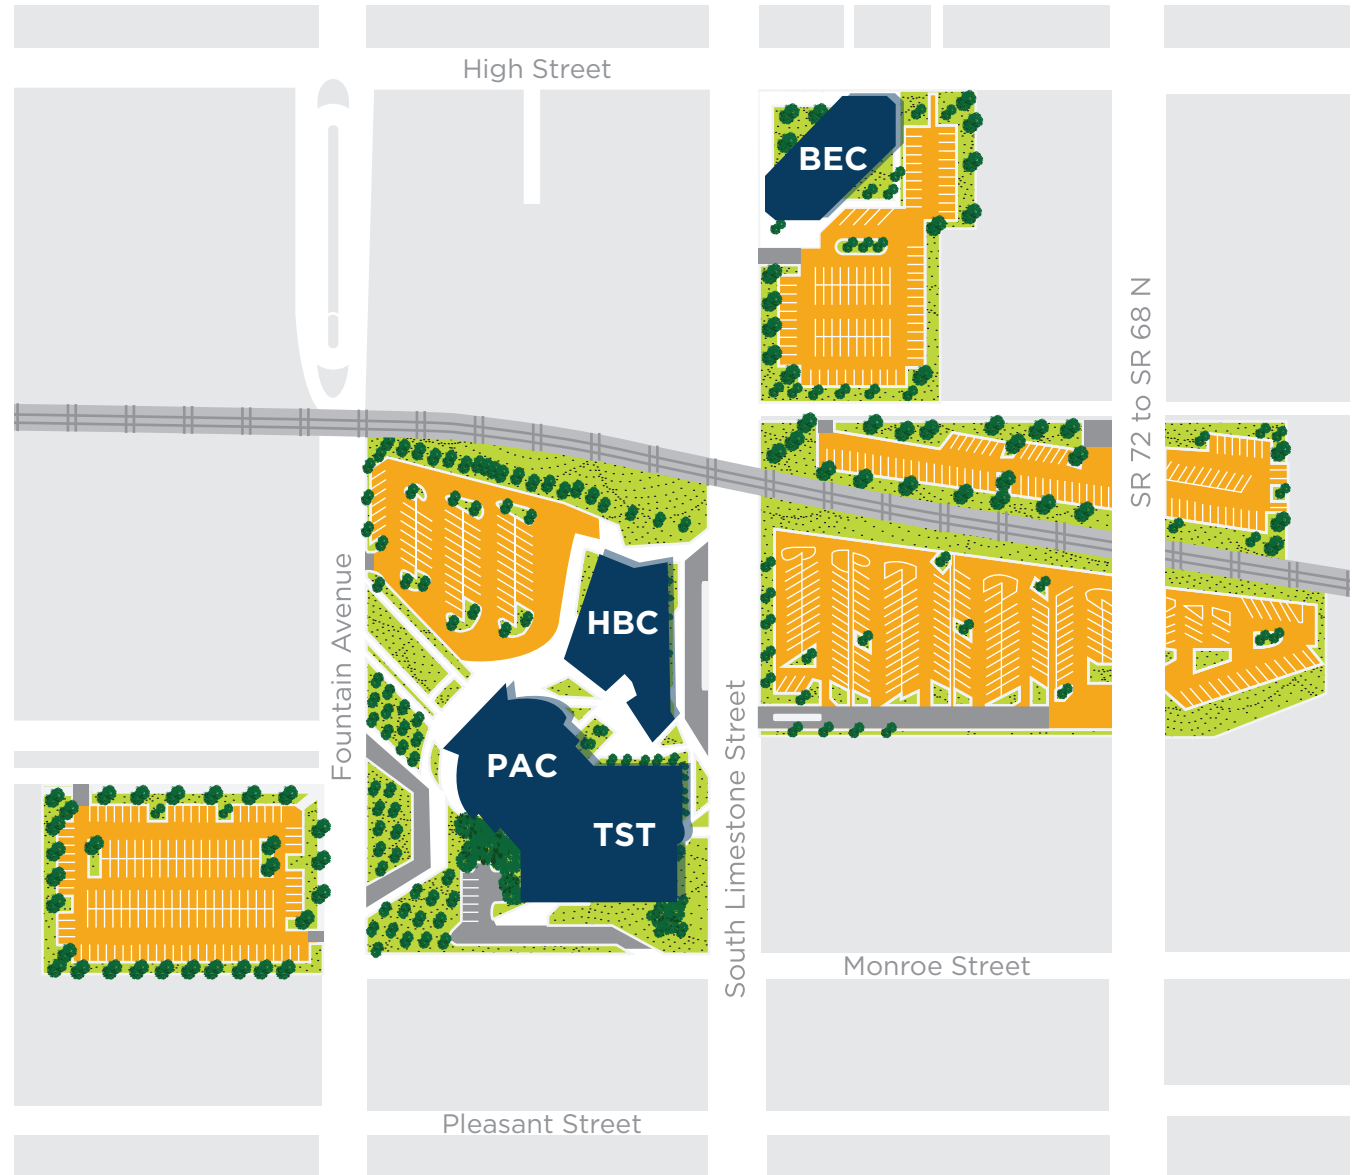 High Street
BEC
SR 72 to SR 68 N
Fountain Avenue
HBC
South Limestone Street
PAC
TST
Monroe Street
Pleasant Street